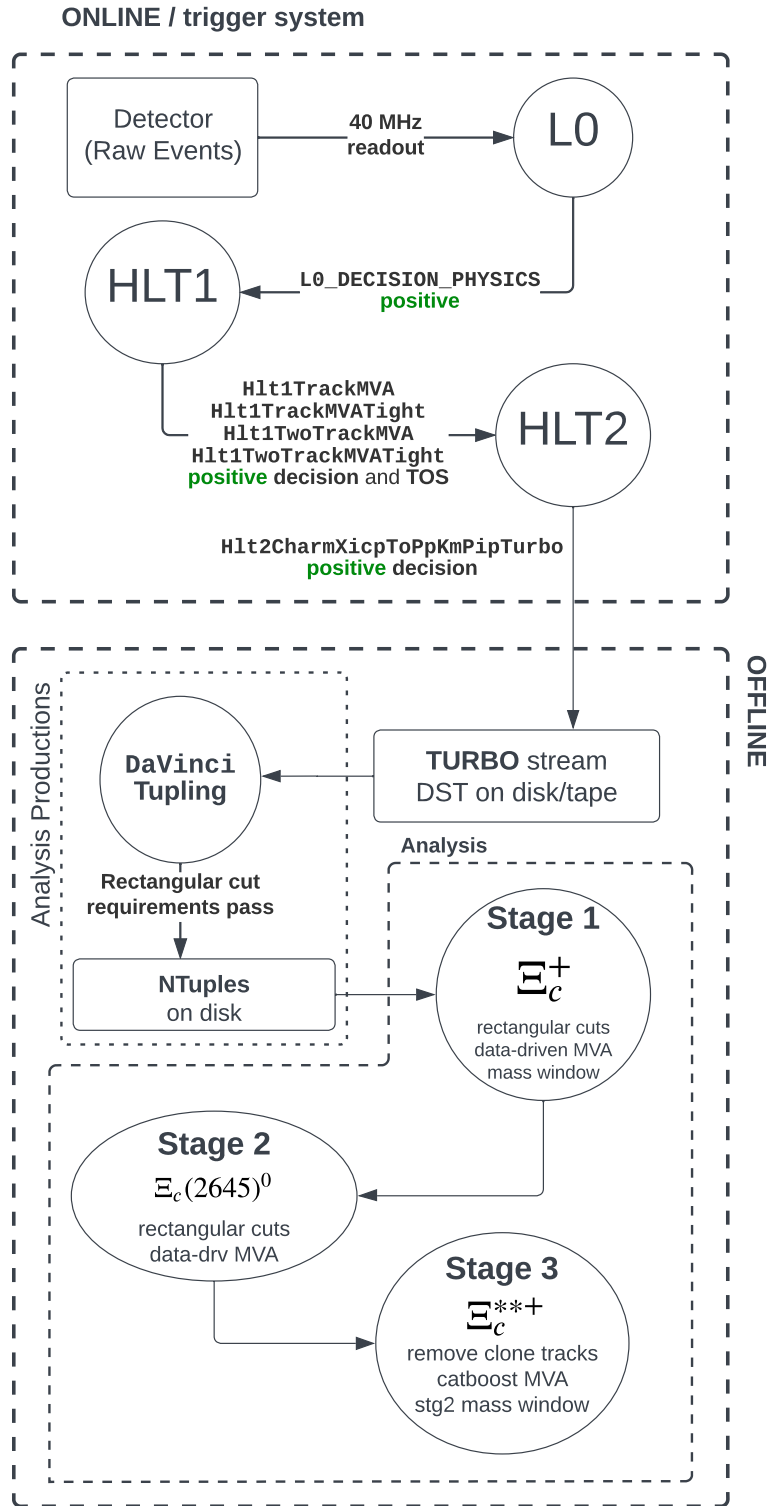 ONLINE / trigger system
Detector
(Raw Events)
40 MHz
readout
L0
HLT1
L0_DECISION_PHYSICS
positive
Hlt1TrackMVA
Hlt1TrackMVATight
Hlt1TwoTrackMVA
Hlt1TwoTrackMVATight
positive decision and TOS
HLT2
Hlt2CharmXicpToPpKmPipTurbo
positive decision
OFFLINE
Analysis Productions
DaVinci
Tupling
TURBO stream
DST on disk/tape
Rectangular cut
requirements pass
NTuples
on disk
Analysis
Stage 1
Ξ_c^+
rectangular cuts
data-driven MVA
mass window
Stage 2
Ξ_c(2645)^0
rectangular cuts
data-drv MVA
Stage 3
Ξ_c^{**+}
remove clone tracks
catboost MVA
stg2 mass window